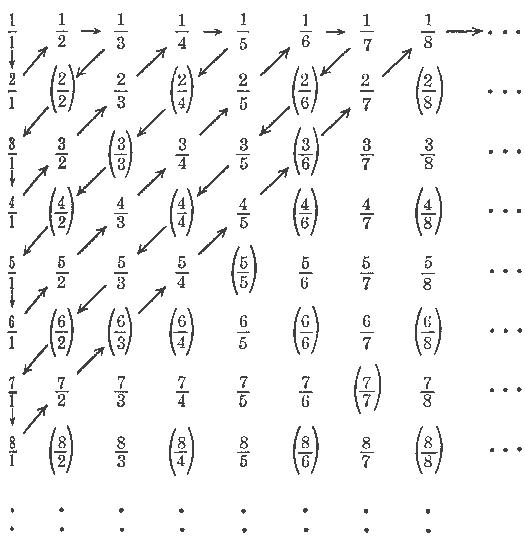 1/1 1/2 → 1/3 1/4 → 1/5 1/6 → 1/7 1/8 → ...
2/1 (2/2) 2/3 (2/4) 2/5 (2/6) 2/7 (2/8) ...
3/1 3/2 (3/3) 3/4 3/5 (3/6) 3/7 3/8 ...
4/1 (4/2) 4/3 (4/4) 4/5 (4/6) 4/7 (4/8) ...
5/1 5/2 5/3 5/4 (5/5) 5/6 5/7 5/8 ...
6/1 (6/2) (6/3) (6/4) 6/5 (6/6) 6/7 (6/8) ...
7/1 7/2 7/3 7/4 7/5 7/6 (7/7) 7/8 ...
8/1 (8/2) 8/3 (8/4) 8/5 (8/6) 8/7 (8/8) ...